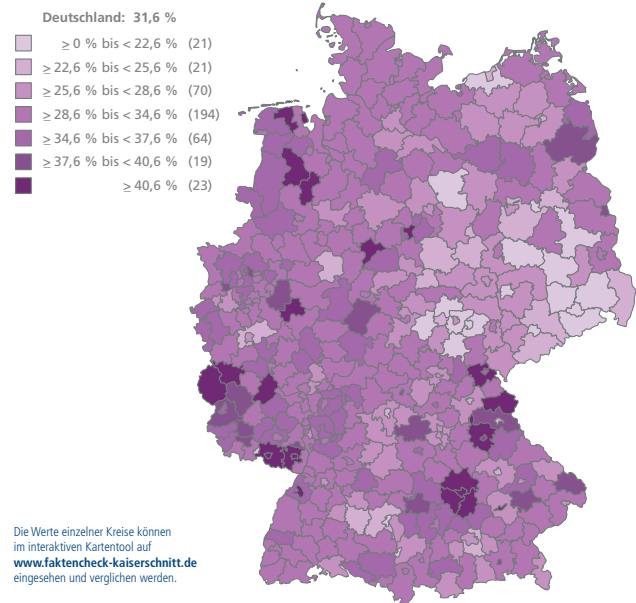 Deutschland: 31,6 %
≥ 0 % bis < 22,6 % (21)
≥ 22,6 % bis < 25,6 % (21)
≥ 25,6 % bis < 28,6 % (70)
≥ 28,6 % bis < 34,6 % (194)
≥ 34,6 % bis < 37,6 % (64)
≥ 37,6 % bis < 40,6 % (19)
≥ 40,6 % (23)
Die Werte einzelner Kreise können
im interaktiven Kartentool auf
www.faktencheck-kaiserschnitt.de
eingesehen und verglichen werden.